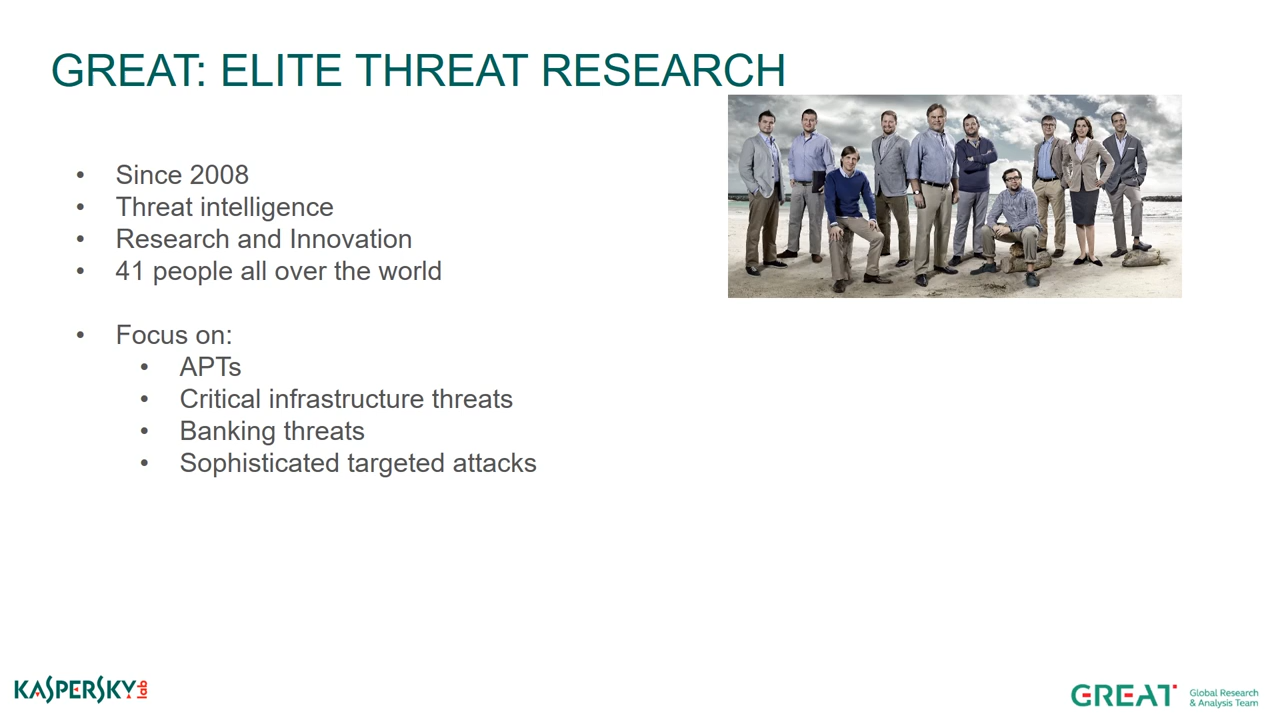 GREAT: ELITE THREAT RESEARCH
• Since 2008
• Threat intelligence
• Research and Innovation
• 41 people all over the world
• Focus on:
• APTs
• Critical infrastructure threats
• Banking threats
• Sophisticated targeted attacks
KASPERSKY lab
GREAT Global Research
& Analysis Team